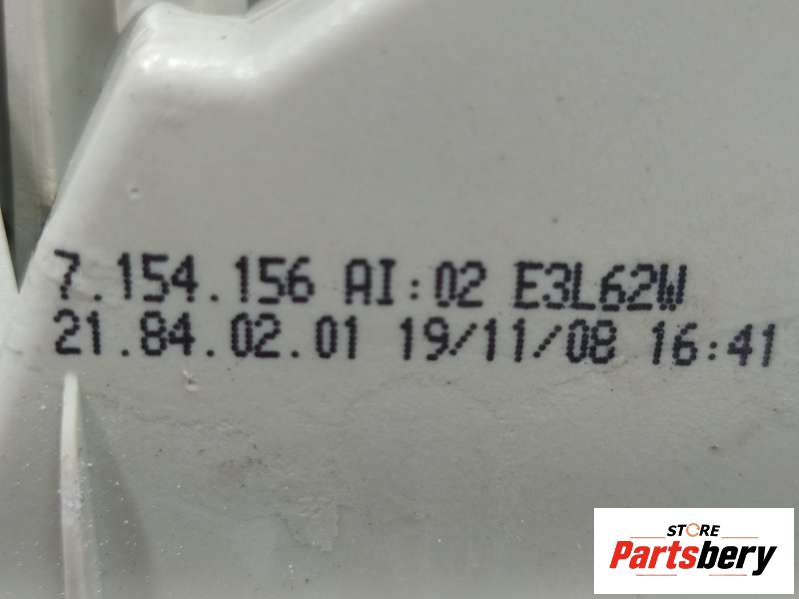 7.154.156 AI:02 E3L62W
21.84.02.01 19/11/08 16:41
STORE
Partsbery